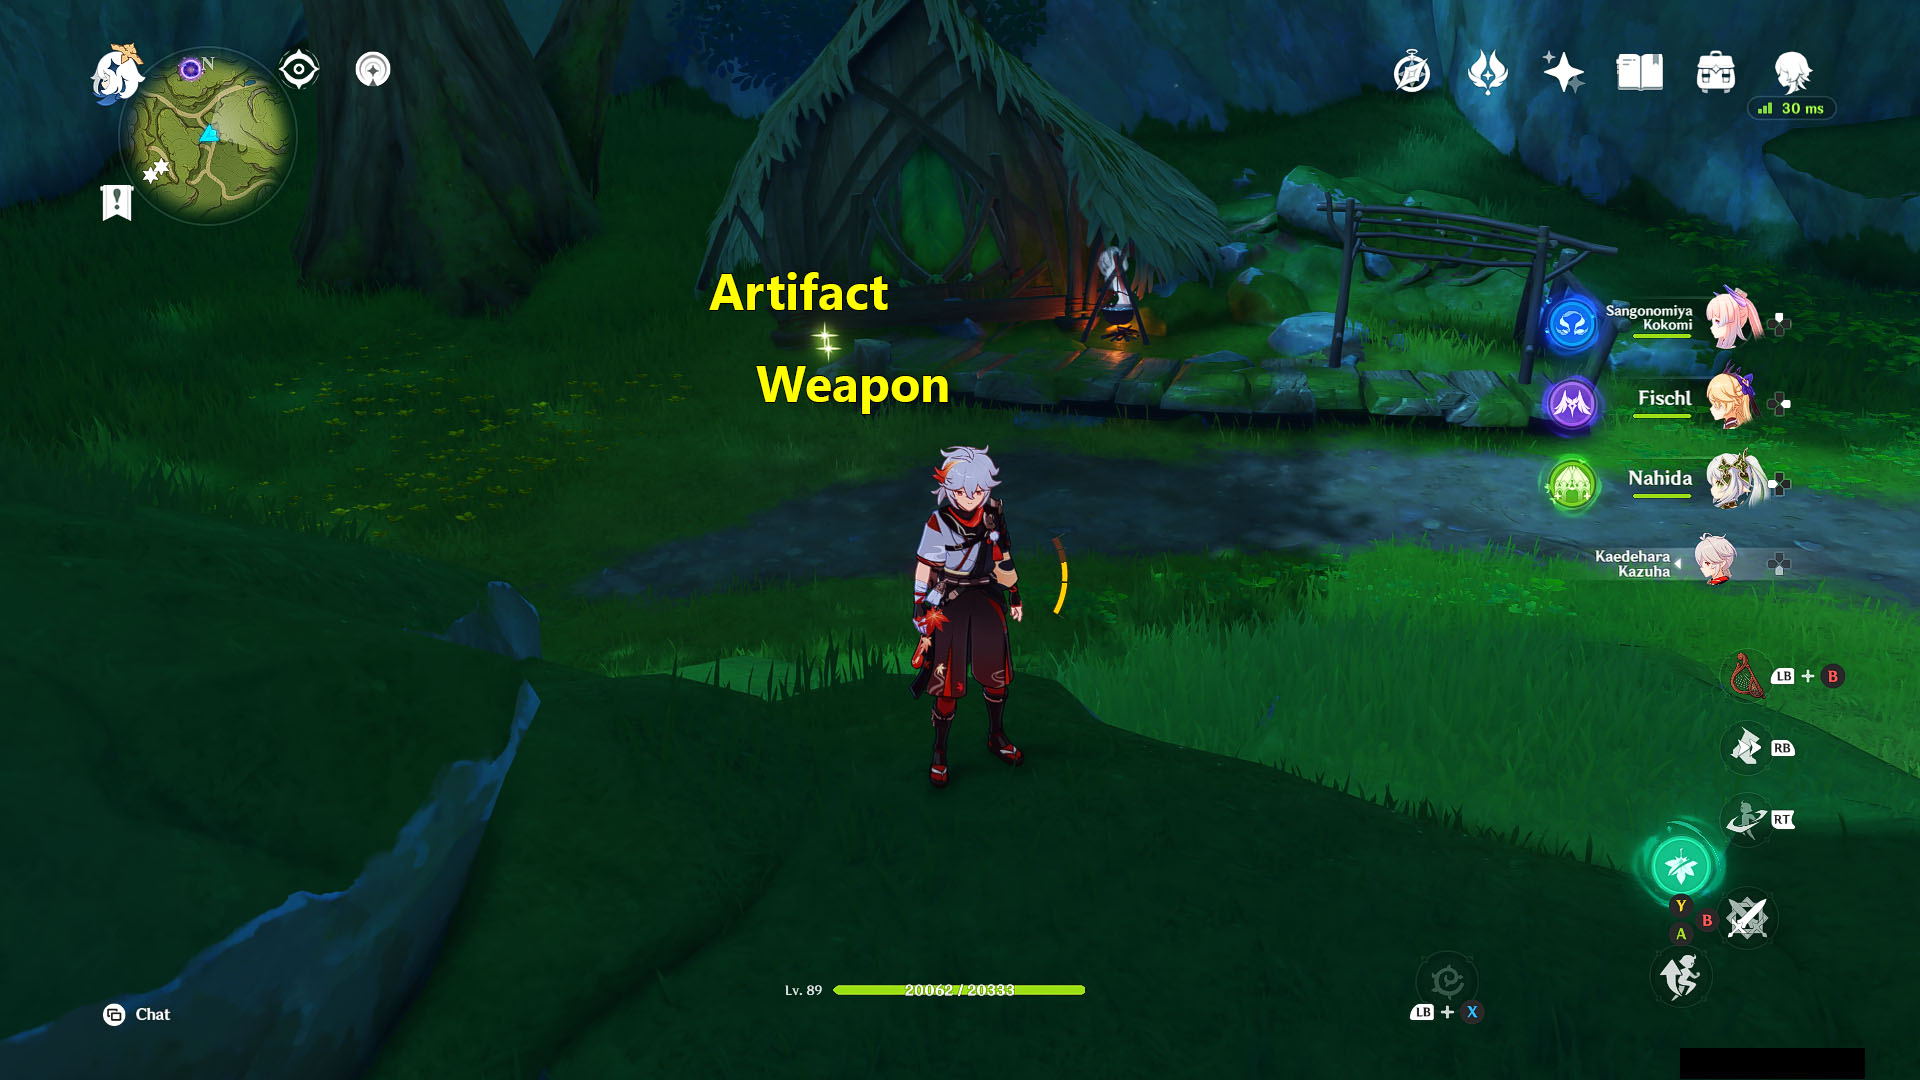 N
30 ms
Artifact
Weapon
Sangonomiya
Kokomi
Fischl
Nahida
Kaedehara
Kazuha
LB + B
RB
RT
Y
B
A
Lv. 89
20062 / 20333
LB + X
Chat